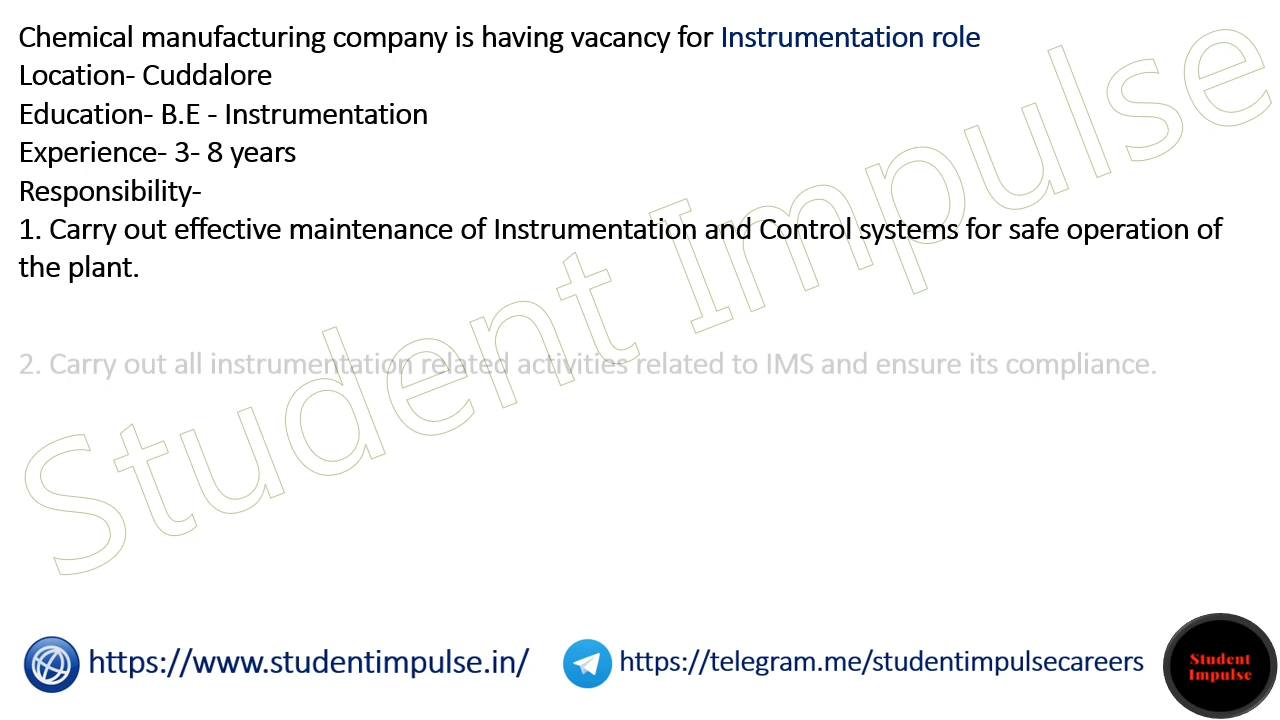 Chemical manufacturing company is having vacancy for Instrumentation role
Location- Cuddalore
Education- B.E - Instrumentation
Experience- 3- 8 years
Responsibility-
1. Carry out effective maintenance of Instrumentation and Control systems for safe operation of
the plant.
2. Carry out all instrumentation related activities related to IMS and ensure its compliance.
Student Impulse
https://www.studentimpulse.in/
https://telegram.me/studentimpulsecareers
Student
Impulse